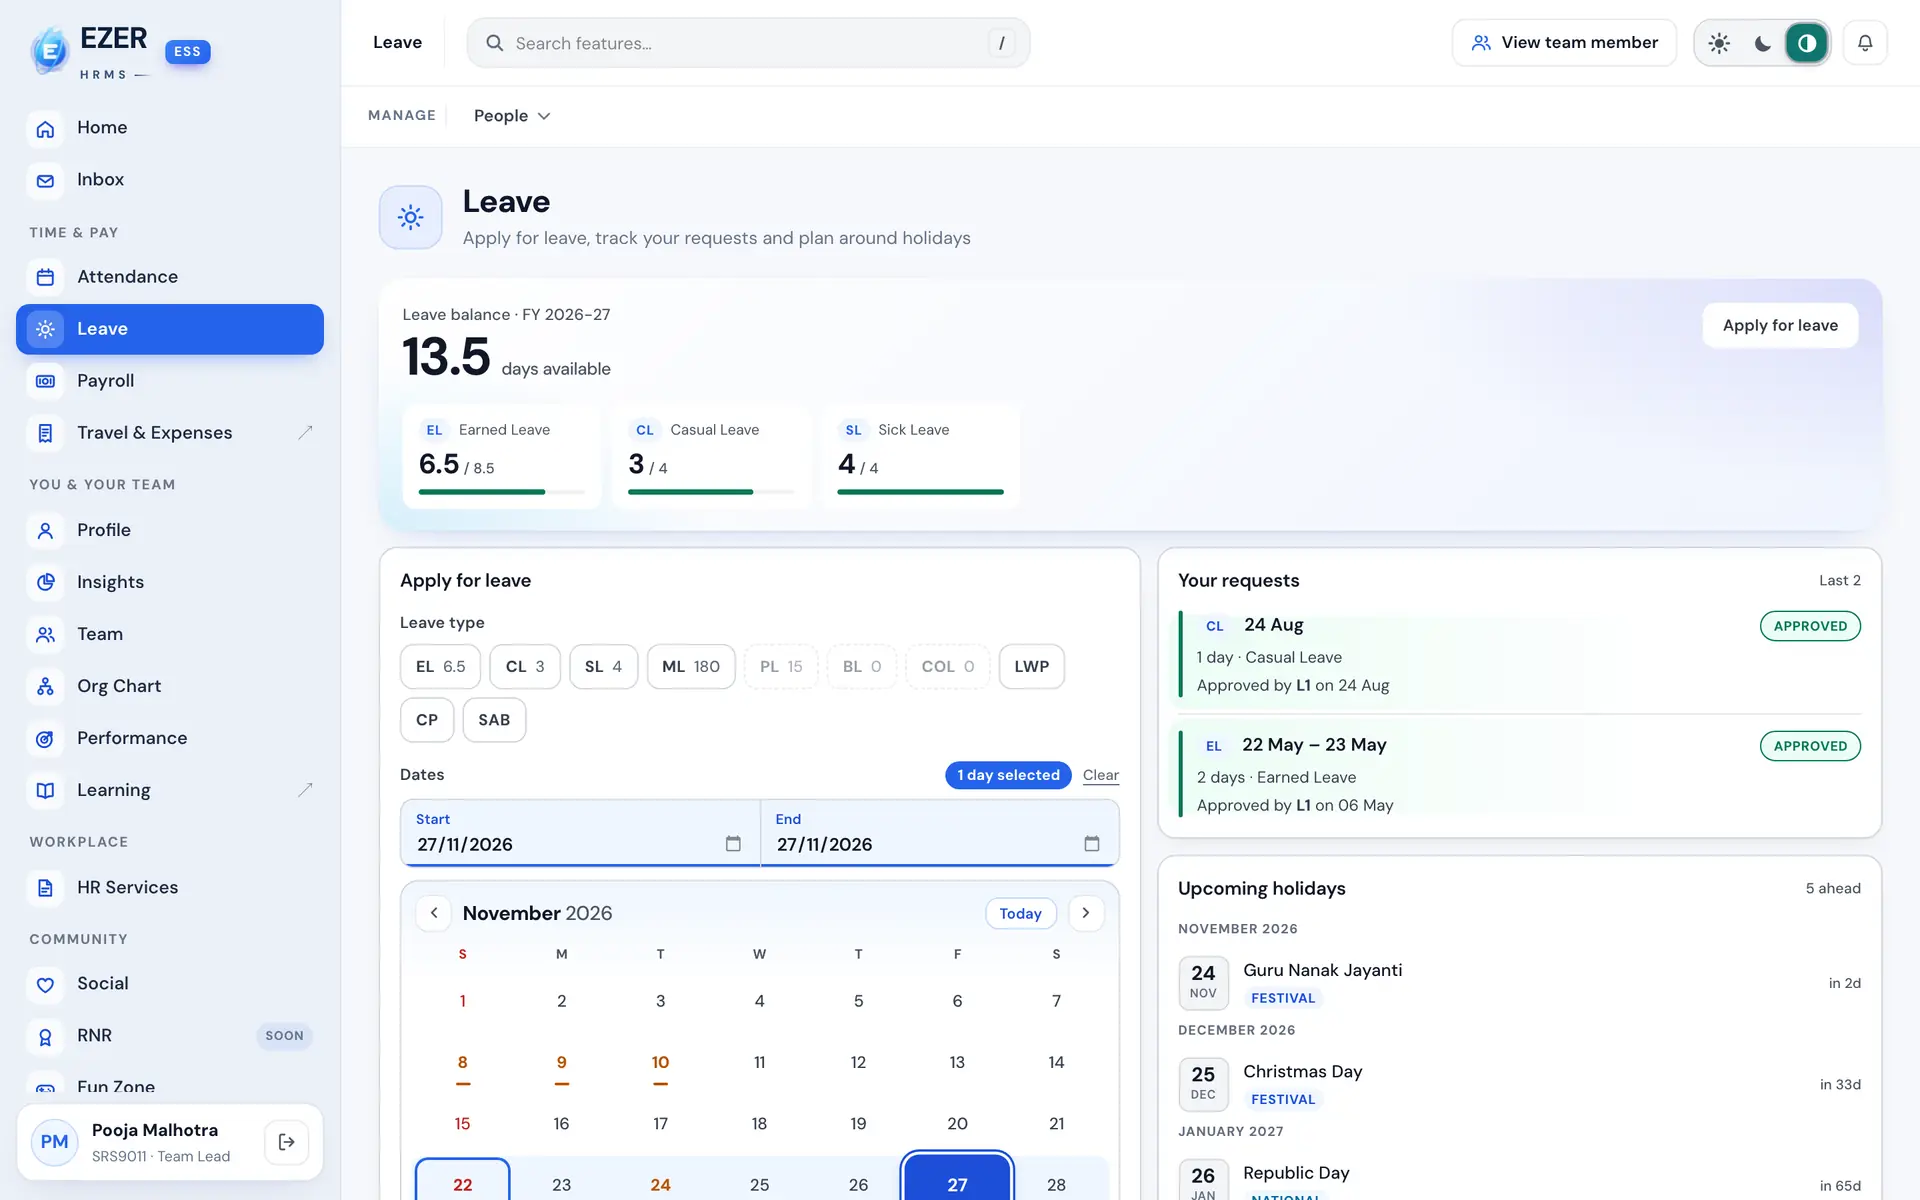 EZER
HRMS
ESS
Home
Inbox
TIME & PAY
Attendance
Leave
Payroll
Travel & Expenses
YOU & YOUR TEAM
Profile
Insights
Team
Org Chart
Performance
Learning
WORKPLACE
HR Services
COMMUNITY
Social
RNR SOON
Fun Zone
PM
Pooja Malhotra
SRS9011 · Team Lead
Leave
Search features... /
View team member
MANAGE People
Leave
Apply for leave, track your requests and plan around holidays
Leave balance · FY 2026–27
13.5 days available
Apply for leave
EL Earned Leave
6.5 / 8.5
CL Casual Leave
3 / 4
SL Sick Leave
4 / 4
Apply for leave
Leave type
EL 6.5 CL 3 SL 4 ML 180 PL 15 BL 0 COL 0 LWP
CP SAB
Dates 1 day selected Clear
Start
27/11/2026
End
27/11/2026
November 2026 Today
S M T W T F S
1 2 3 4 5 6 7
8 9 10 11 12 13 14
15 16 17 18 19 20 21
22 23 24 25 26 27 28
Your requests Last 2
CL 24 Aug APPROVED
1 day · Casual Leave
Approved by L1 on 24 Aug
EL 22 May – 23 May APPROVED
2 days · Earned Leave
Approved by L1 on 06 May
Upcoming holidays 5 ahead
NOVEMBER 2026
24 NOV
Guru Nanak Jayanti
FESTIVAL
in 2d
DECEMBER 2026
25 DEC
Christmas Day
FESTIVAL
in 33d
JANUARY 2027
26 JAN
Republic Day
NATIONAL
in 65d